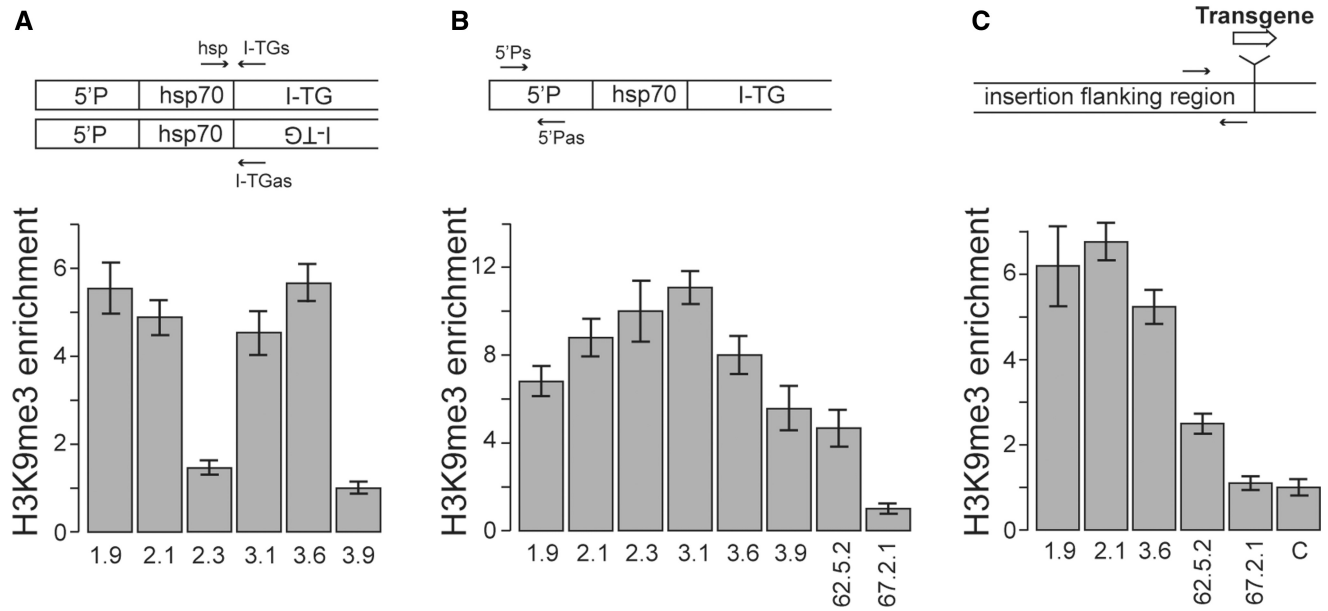 A
hsp I-TGs
5'P hsp70 I-TG
5'P hsp70 I-TG
I-TGas
H3K9me3 enrichment
6
4
2
0
1.9 2.1 2.3 3.1 3.6 3.9
B
5'Ps
5'P hsp70 I-TG
5'Pas
H3K9me3 enrichment
12
8
4
0
1.9 2.1 2.3 3.1 3.6 3.9 62.5.2 67.2.1
C
Transgene
insertion flanking region
H3K9me3 enrichment
6
4
2
0
1.9 2.1 3.6 62.5.2 67.2.1 C